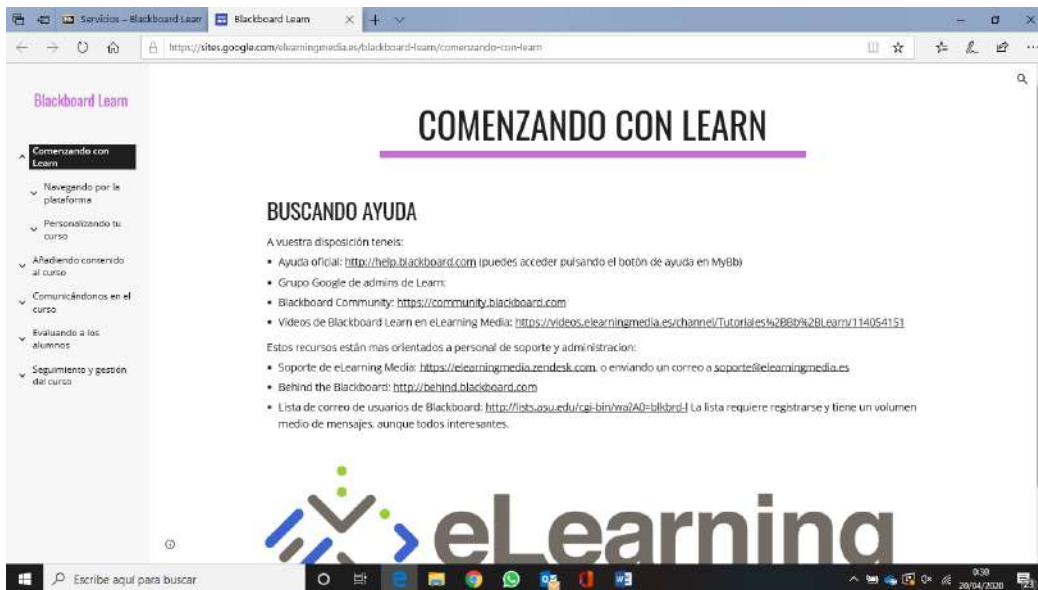 Servicios – Blackboard Learr
Blackboard Learn
https://sites.google.com/elearningmedia.es/blackboard-learn/comenzando-con-learn
Blackboard Learn
Comenzando con
Learn
Navegando por la
plataforma
Personalizando tu
curso
Añadiendo contenido
al curso
Comunicándonos en el
curso
Evaluando a los
alumnos
Seguimiento y gestión
del curso
COMENZANDO CON LEARN
BUSCANDO AYUDA
A vuestra disposición teneis:
Ayuda oficial: http://help.blackboard.com (puedes acceder pulsando el botón de ayuda en MyBb)
Grupo Google de admins de Learn:
Blackboard Community: https://community.blackboard.com
Videos de Blackboard Learn en eLearning Media: https://videos.elearningmedia.es/channel/Tutoriales%2BBb%2BLearn/114054151
Estos recursos están mas orientados a personal de soporte y administracion:
Soporte de eLearning Media: https://elearningmedia.zendesk.com, o enviando un correo a soporte@elearningmedia.es
Behind the Blackboard: http://behind.blackboard.com
Lista de correo de usuarios de Blackboard: http://lists.asu.edu/cgi-bin/wa?A0=blkbrd-l La lista requiere registrarse y tiene un volumen
medio de mensajes, aunque todos interesantes.
eLearning
Escribe aquí para buscar
0:30
20/04/2020